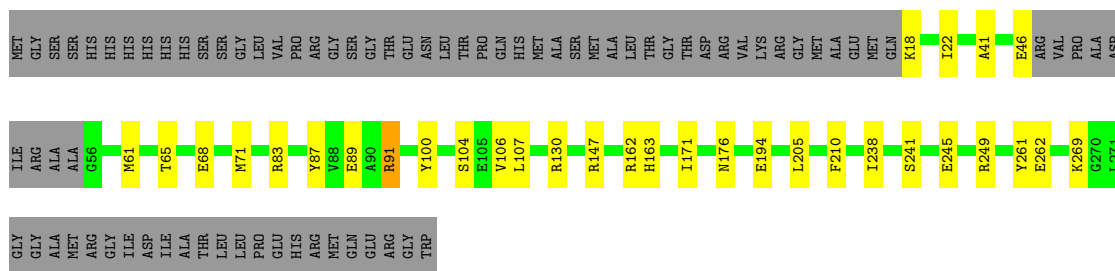 MET GLY SER SER HIS HIS HIS HIS HIS HIS SER SER GLY LEU VAL PRO ARG GLY SER GLY THR GLU ASN LEU THR PRO GLN HIS MET ALA SER MET ALA LEU THR GLY THR ASP ARG VAL LYS ARG GLY MET ALA GLU MET GLN K18 I22 A41 E46 ARG VAL PRO ALA ASP
ILE ARG ALA ALA G56 M61 T65 E68 M71 R83 Y87 V88 E89 A90 R91 Y100 S104 E105 V106 L107 R130 R147 R162 H163 I171 N176 E194 L205 F210 I238 S241 E245 R249 Y261 E262 K269 G270 L271
GLY GLY ALA MET ARG GLY ILE ASP ILE ALA THR LEU LEU PRO GLU HIS ARG MET GLN GLU ARG GLY TRP